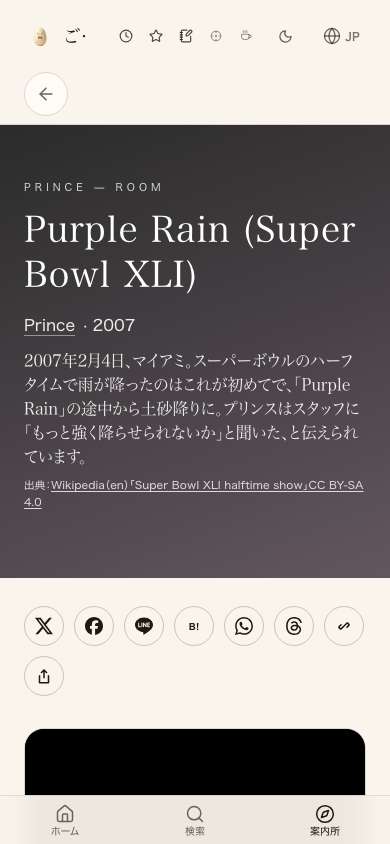 ご·
JP
PRINCE — ROOM
Purple Rain (Super
Bowl XLI)
Prince · 2007
2007年2月4日、マイアミ。スーパーボウルのハーフ
タイムで雨が降ったのはこれが初めてで、「Purple
Rain」の途中から土砂降りに。プリンスはスタッフに
「もっと強く降らせられないか」と聞いた、と伝えられ
ています。
出典：Wikipedia(en)「Super Bowl XLI halftime show」CC BY-SA
4.0
LINE
B!
ホーム
検索
案内所